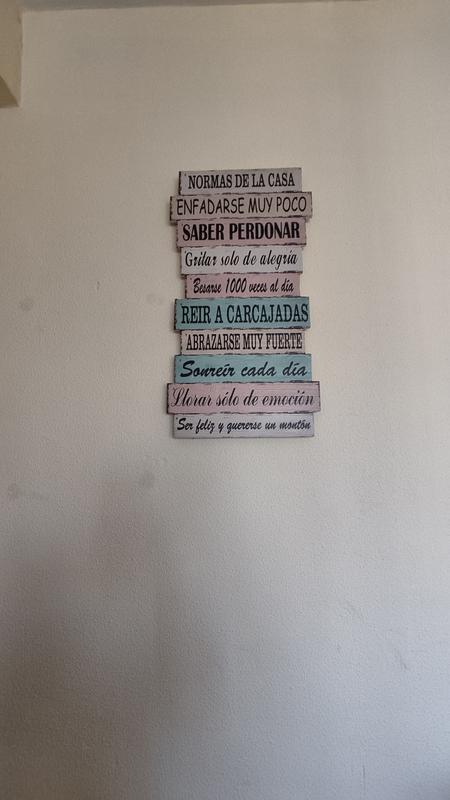 NORMAS DE LA CASA
ENFADARSE MUY POCO
SABER PERDONAR
Gritar solo de alegría
Besarse 1000 veces al día
REIR A CARCAJADAS
ABRAZARSE MUY FUERTE
Sonreír cada día
Llorar sólo de emoción
Ser feliz y quererse un montón